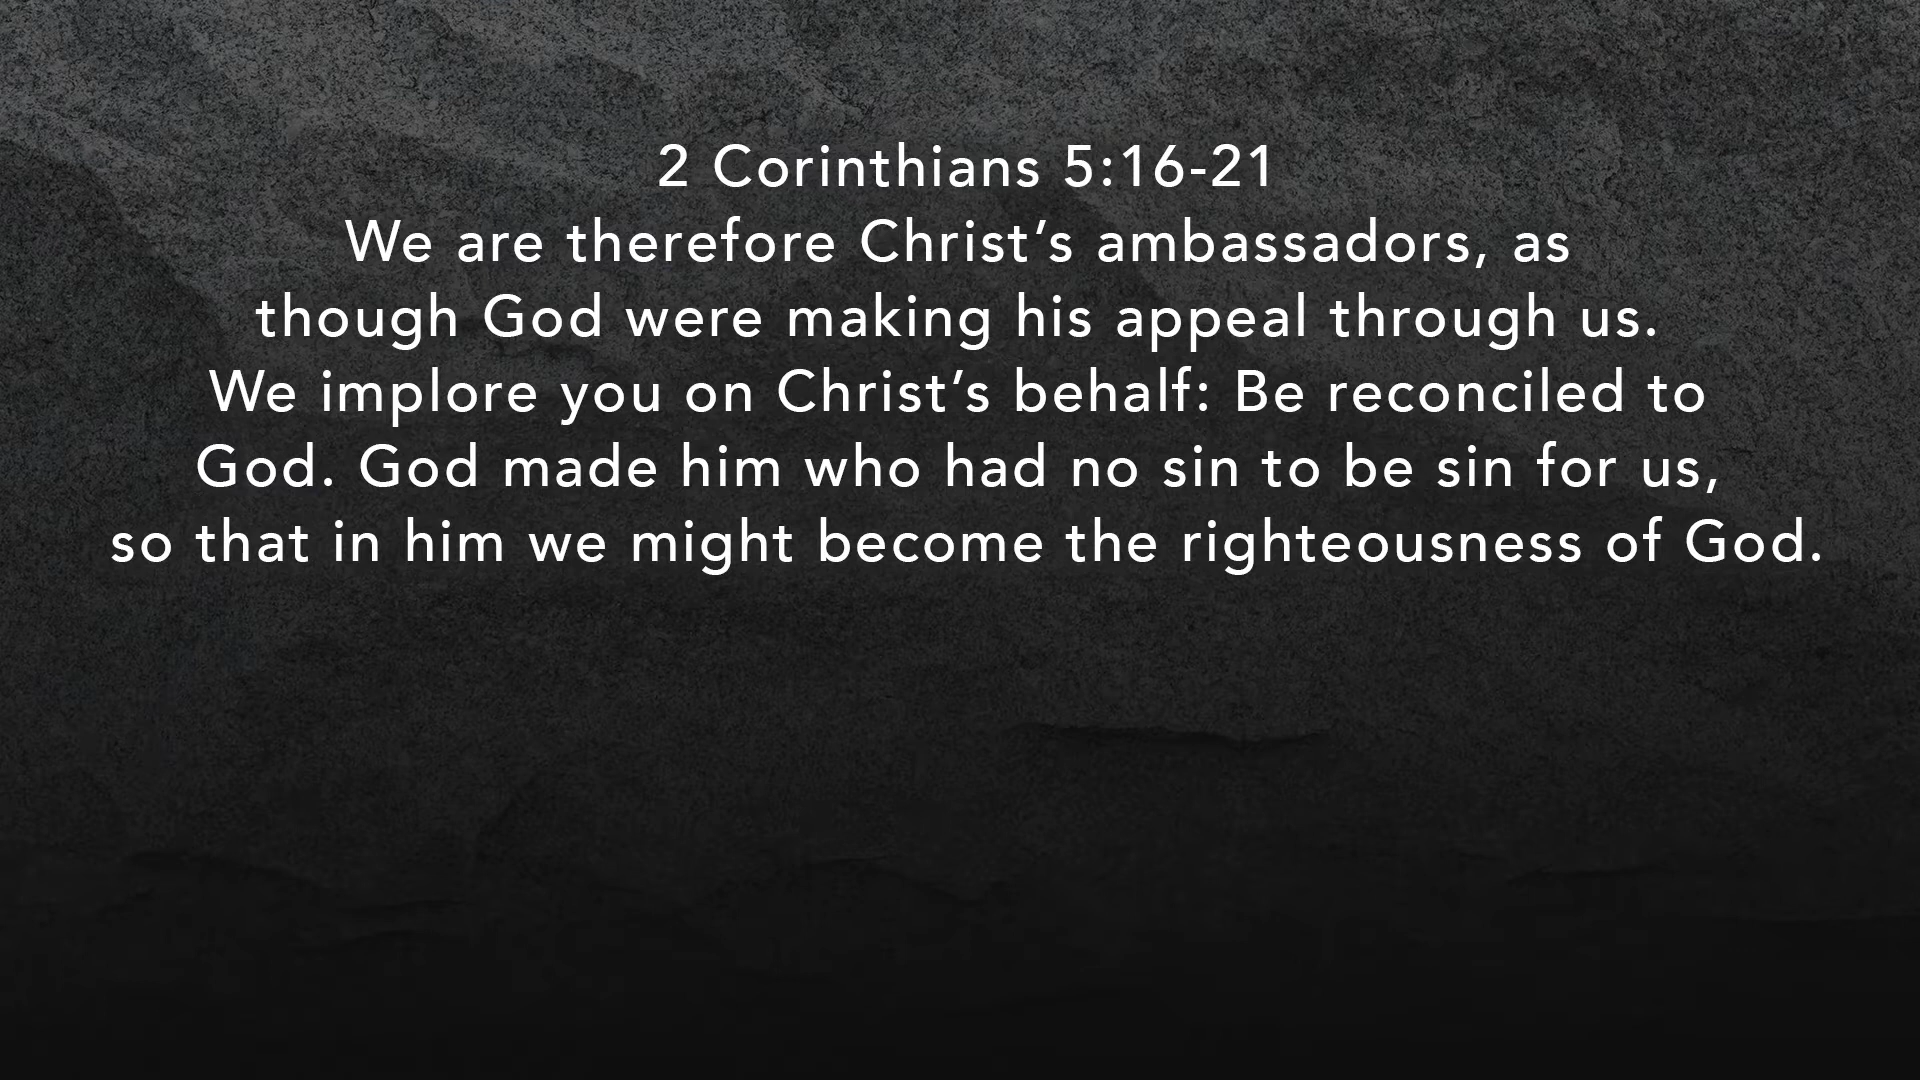 2 Corinthians 5:16-21
We are therefore Christ’s ambassadors, as
though God were making his appeal through us.
We implore you on Christ’s behalf: Be reconciled to
God. God made him who had no sin to be sin for us,
so that in him we might become the righteousness of God.